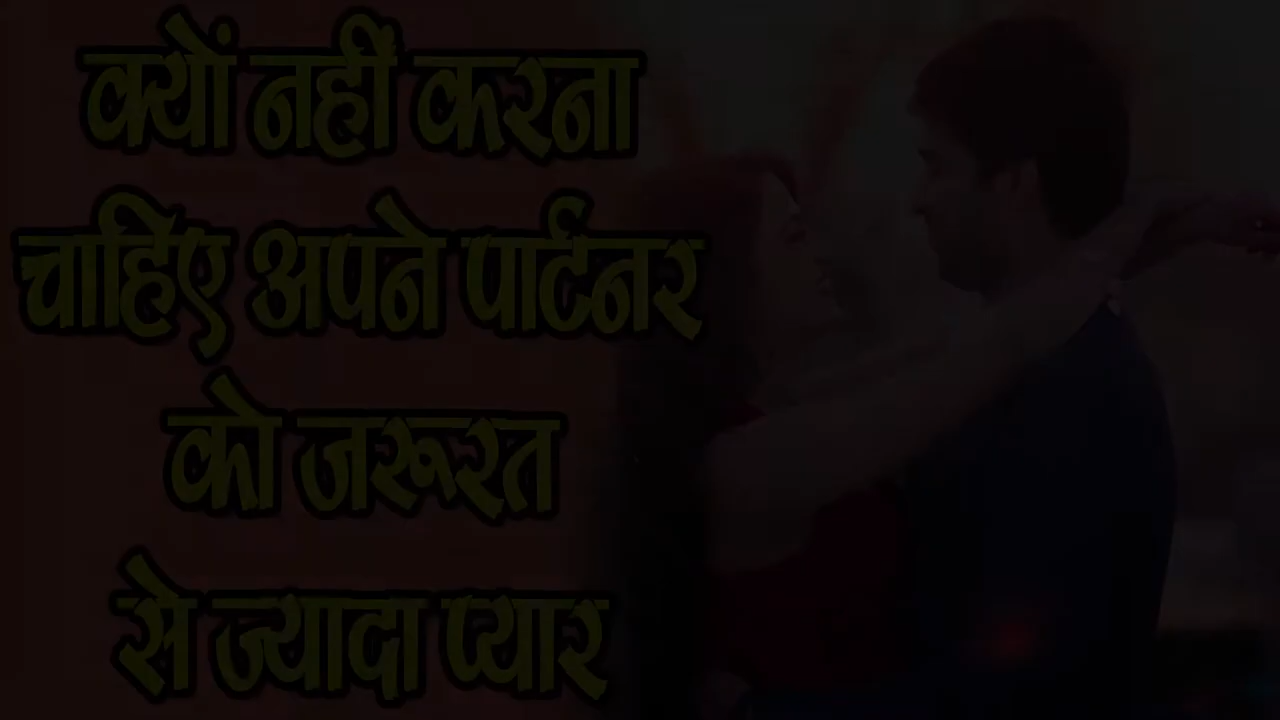 क्यों नहीं करना
चाहिए अपने पार्टनर
को जरूरत
से ज्यादा प्यार